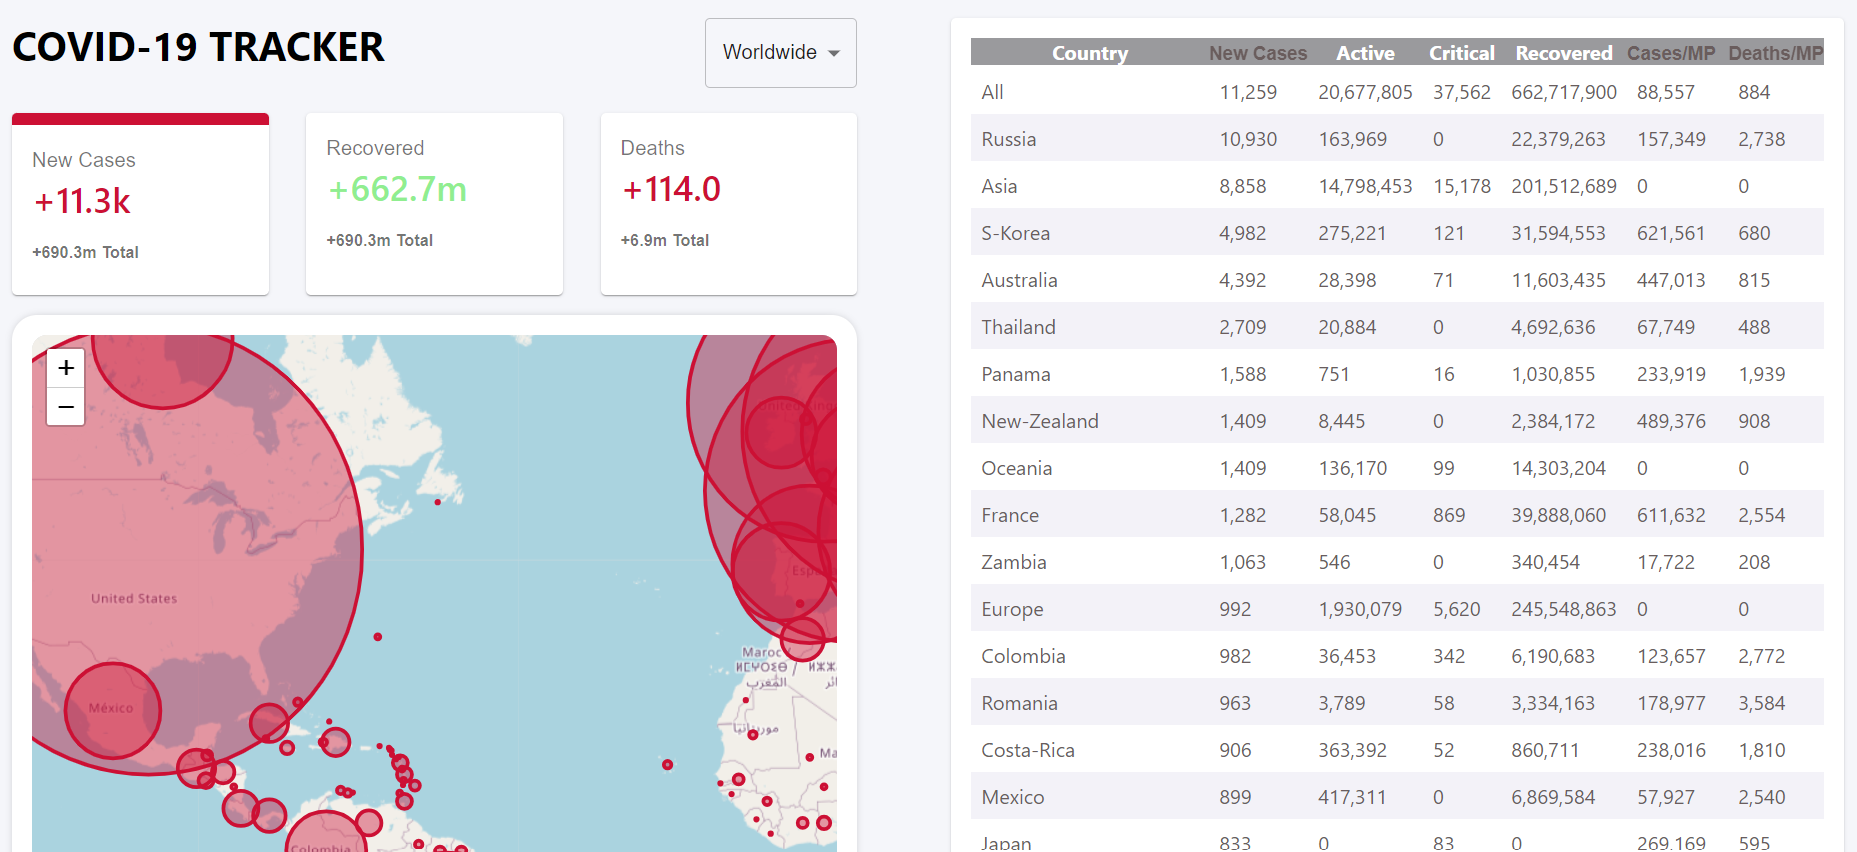 COVID-19 TRACKER
Worldwide
New Cases
+11.3k
+690.3m Total
Recovered
+662.7m
+690.3m Total
Deaths
+114.0
+6.9m Total
+
−
United States
México
Colombia
Maroc
موريتانيا
المغرب
Country New Cases Active Critical Recovered Cases/MP Deaths/MP
All 11,259 20,677,805 37,562 662,717,900 88,557 884
Russia 10,930 163,969 0 22,379,263 157,349 2,738
Asia 8,858 14,798,453 15,178 201,512,689 0 0
S-Korea 4,982 275,221 121 31,594,553 621,561 680
Australia 4,392 28,398 71 11,603,435 447,013 815
Thailand 2,709 20,884 0 4,692,636 67,749 488
Panama 1,588 751 16 1,030,855 233,919 1,939
New-Zealand 1,409 8,445 0 2,384,172 489,376 908
Oceania 1,409 136,170 99 14,303,204 0 0
France 1,282 58,045 869 39,888,060 611,632 2,554
Zambia 1,063 546 0 340,454 17,722 208
Europe 992 1,930,079 5,620 245,548,863 0 0
Colombia 982 36,453 342 6,190,683 123,657 2,772
Romania 963 3,789 58 3,334,163 178,977 3,584
Costa-Rica 906 363,392 52 860,711 238,016 1,810
Mexico 899 417,311 0 6,869,584 57,927 2,540
Japan 833 0 83 0 269,169 595